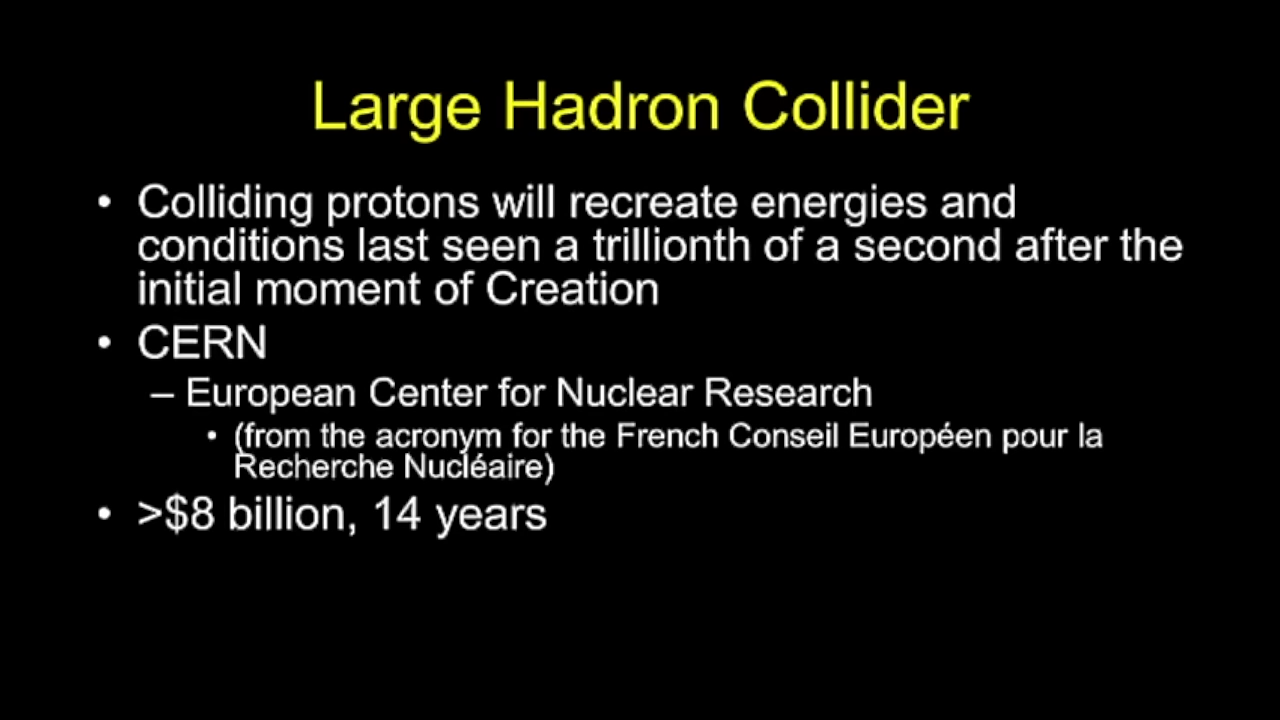 Large Hadron Collider
• Colliding protons will recreate energies and
conditions last seen a trillionth of a second after the
initial moment of Creation
• CERN
– European Center for Nuclear Research
• (from the acronym for the French Conseil Européen pour la
Recherche Nucléaire)
• >$8 billion, 14 years